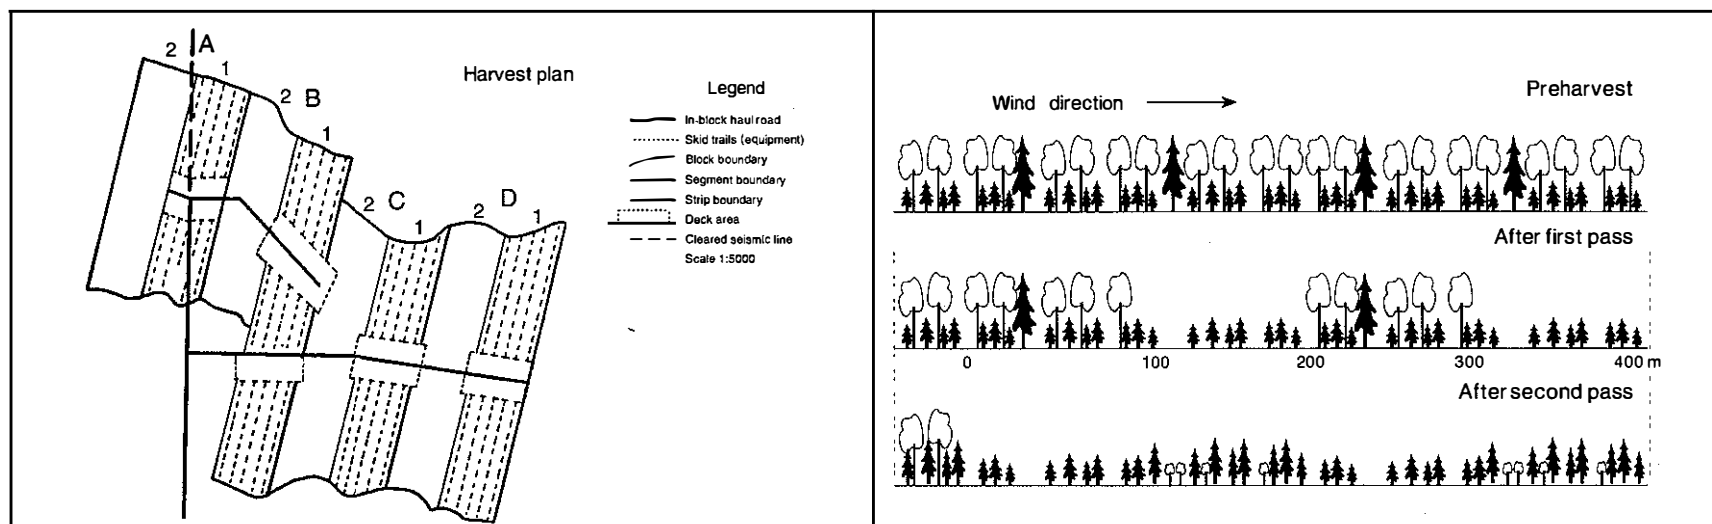 Harvest plan
2 A
1
2 B
1
2 C
1
2 D
1
Legend
In-block haul road
Skid trails (equipment)
Block boundary
Segment boundary
Strip boundary
Deck area
Cleared seismic line
Scale 1:5000
Preharvest
Wind direction
After first pass
0 100 200 300 400 m
After second pass